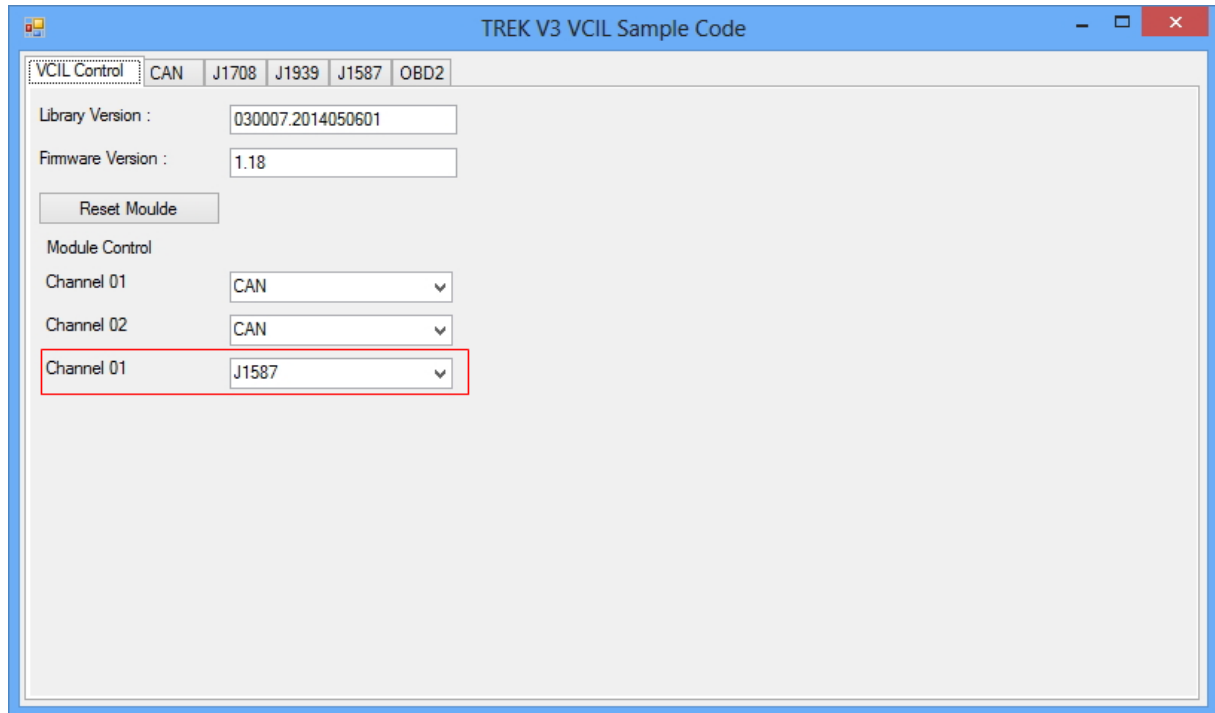 TREK V3 VCIL Sample Code
VCIL Control CAN J1708 J1939 J1587 OBD2
Library Version : 030007.2014050601
Firmware Version : 1.18
Reset Moulde
Module Control
Channel 01 CAN
Channel 02 CAN
Channel 01 J1587